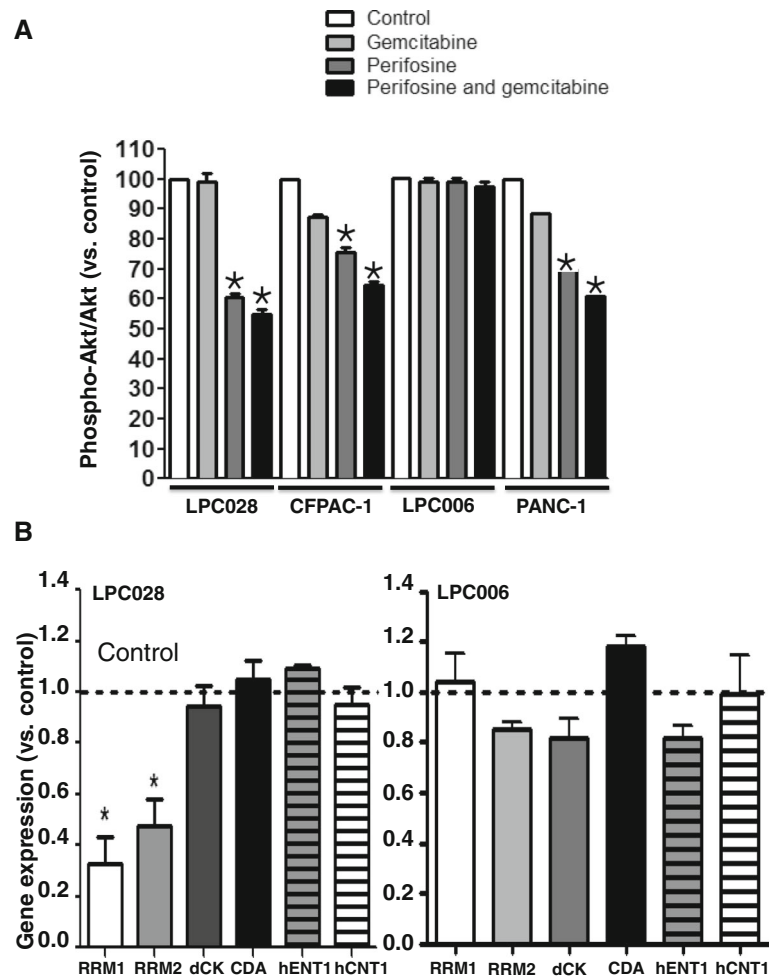 A
Control
Gemcitabine
Perifosine
Perifosine and gemcitabine
Phospho-Akt/Akt (vs. control)
110
100
90
80
70
60
50
40
30
20
10
0
* * * * * *
LPC028 CFPAC-1 LPC006 PANC-1
B
Gene expression (vs. control)
1.4
1.2
1.0
0.8
0.6
0.4
0.2
0.0
LPC028
Control
* *
RRM1 RRM2 dCK CDA hENT1 hCNT1
1.4
1.2
1.0
0.8
0.6
0.4
0.2
0.0
LPC006
RRM1 RRM2 dCK CDA hENT1 hCNT1